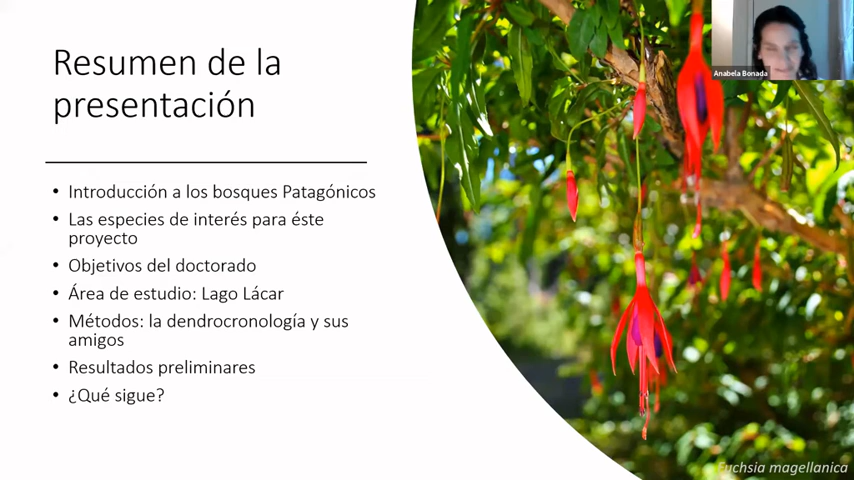 Resumen de la
presentación
• Introducción a los bosques Patagónicos
• Las especies de interés para éste
proyecto
• Objetivos del doctorado
• Área de estudio: Lago Lácar
• Métodos: la dendrocronología y sus
amigos
• Resultados preliminares
• ¿Qué sigue?
Anabela Bonada
Fuchsia magellanica